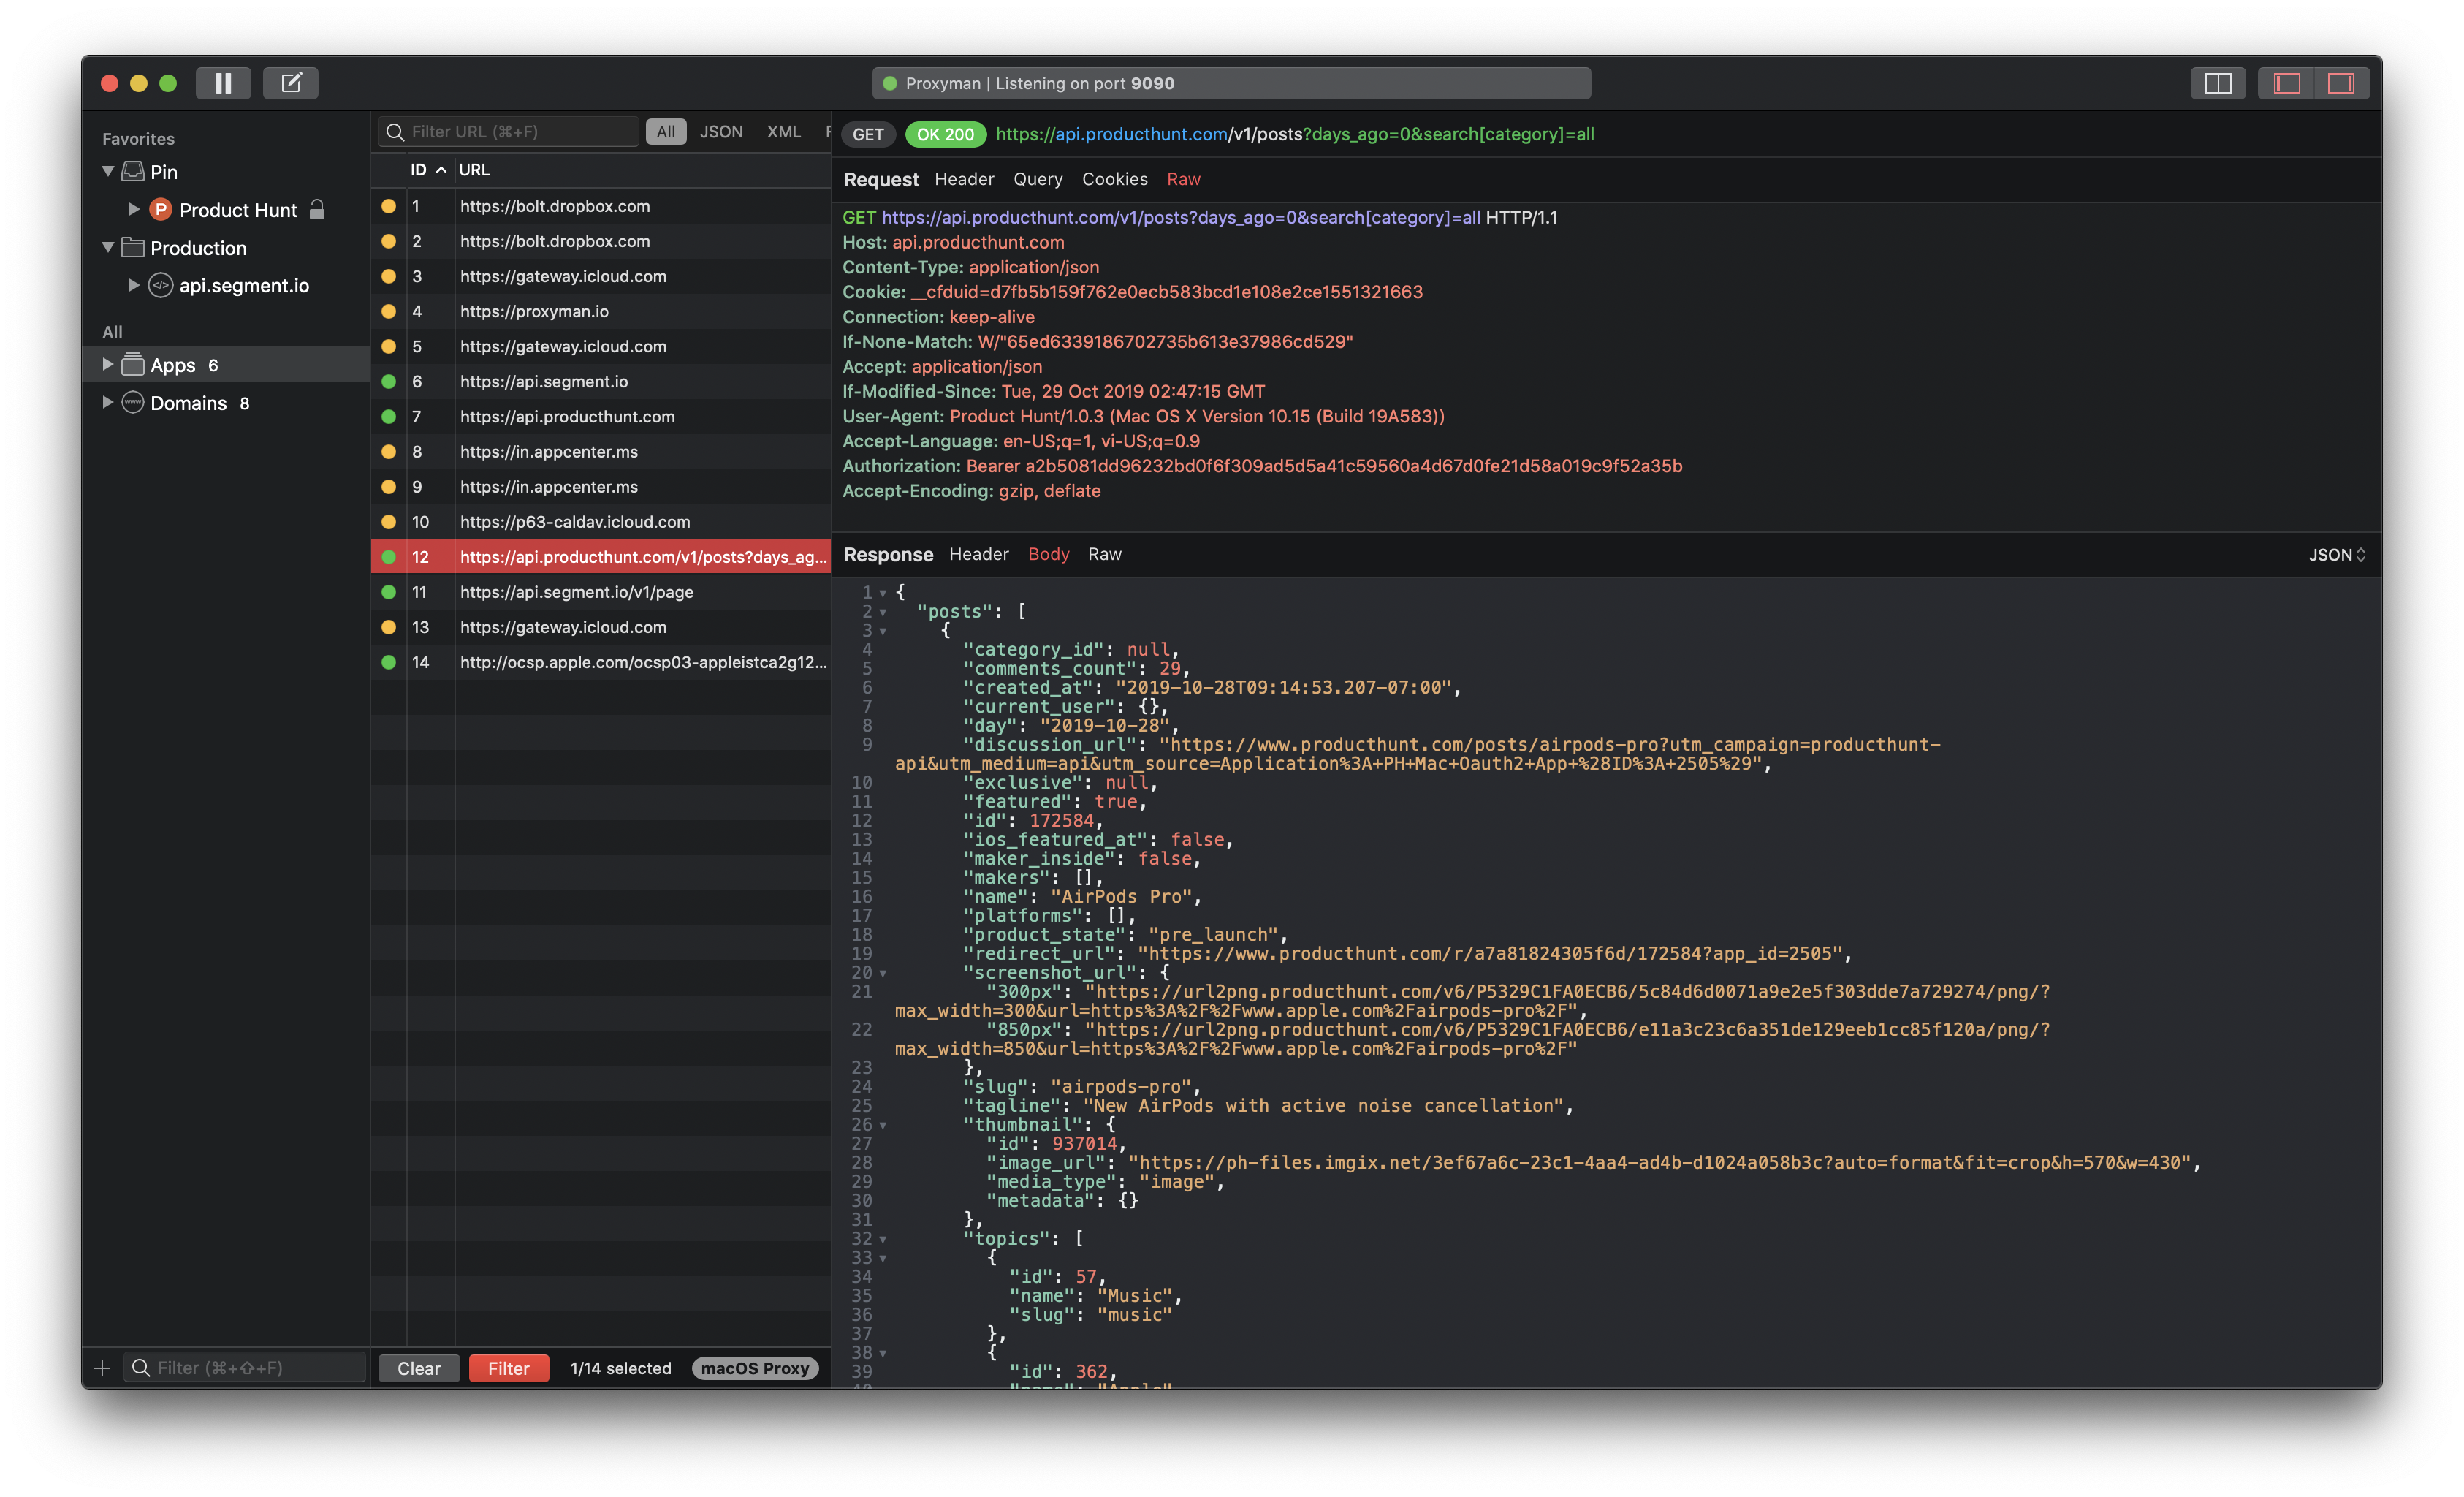 Proxyman | Listening on port 9090
Favorites
Pin
P Product Hunt
Production
</> api.segment.io
All
Apps 6
www Domains 8
Filter (⌘+⇧+F)
Filter URL (⌘+F) All JSON XML
ID URL
1 https://bolt.dropbox.com
2 https://bolt.dropbox.com
3 https://gateway.icloud.com
4 https://proxyman.io
5 https://gateway.icloud.com
6 https://api.segment.io
7 https://api.producthunt.com
8 https://in.appcenter.ms
9 https://in.appcenter.ms
10 https://p63-caldav.icloud.com
12 https://api.producthunt.com/v1/posts?days_ag...
11 https://api.segment.io/v1/page
13 https://gateway.icloud.com
14 http://ocsp.apple.com/ocsp03-appleistca2g12...
Clear Filter 1/14 selected macOS Proxy
GET OK 200 https://api.producthunt.com/v1/posts?days_ago=0&search[category]=all
Request Header Query Cookies Raw
GET https://api.producthunt.com/v1/posts?days_ago=0&search[category]=all HTTP/1.1
Host: api.producthunt.com
Content-Type: application/json
Cookie: __cfduid=d7fb5b159f762e0ecb583bcd1e108e2ce1551321663
Connection: keep-alive
If-None-Match: W/"65ed6339186702735b613e37986cd529"
Accept: application/json
If-Modified-Since: Tue, 29 Oct 2019 02:47:15 GMT
User-Agent: Product Hunt/1.0.3 (Mac OS X Version 10.15 (Build 19A583))
Accept-Language: en-US;q=1, vi-US;q=0.9
Authorization: Bearer a2b5081dd96232bd0f6f309ad5d5a41c59560a4d67d0fe21d58a019c9f52a35b
Accept-Encoding: gzip, deflate
Response Header Body Raw JSON
1 {
2 "posts": [
3 {
4 "category_id": null,
5 "comments_count": 29,
6 "created_at": "2019-10-28T09:14:53.207-07:00",
7 "current_user": {},
8 "day": "2019-10-28",
9 "discussion_url": "https://www.producthunt.com/posts/airpods-pro?utm_campaign=producthunt-
api&utm_medium=api&utm_source=Application%3A+PH+Mac+Oauth2+App+%28ID%3A+2505%29",
10 "exclusive": null,
11 "featured": true,
12 "id": 172584,
13 "ios_featured_at": false,
14 "maker_inside": false,
15 "makers": [],
16 "name": "AirPods Pro",
17 "platforms": [],
18 "product_state": "pre_launch",
19 "redirect_url": "https://www.producthunt.com/r/a7a81824305f6d/172584?app_id=2505",
20 "screenshot_url": {
21 "300px": "https://url2png.producthunt.com/v6/P5329C1FA0ECB6/5c84d6d0071a9e2e5f303dde7a729274/png/?
max_width=300&url=https%3A%2F%2Fwww.apple.com%2Fairpods-pro%2F",
22 "850px": "https://url2png.producthunt.com/v6/P5329C1FA0ECB6/e11a3c23c6a351de129eeb1cc85f120a/png/?
max_width=850&url=https%3A%2F%2Fwww.apple.com%2Fairpods-pro%2F"
23 },
24 "slug": "airpods-pro",
25 "tagline": "New AirPods with active noise cancellation",
26 "thumbnail": {
27 "id": 937014,
28 "image_url": "https://ph-files.imgix.net/3ef67a6c-23c1-4aa4-ad4b-d1024a058b3c?auto=format&fit=crop&h=570&w=430",
29 "media_type": "image",
30 "metadata": {}
31 },
32 "topics": [
33 {
34 "id": 57,
35 "name": "Music",
36 "slug": "music"
37 },
38 {
39 "id": 362,